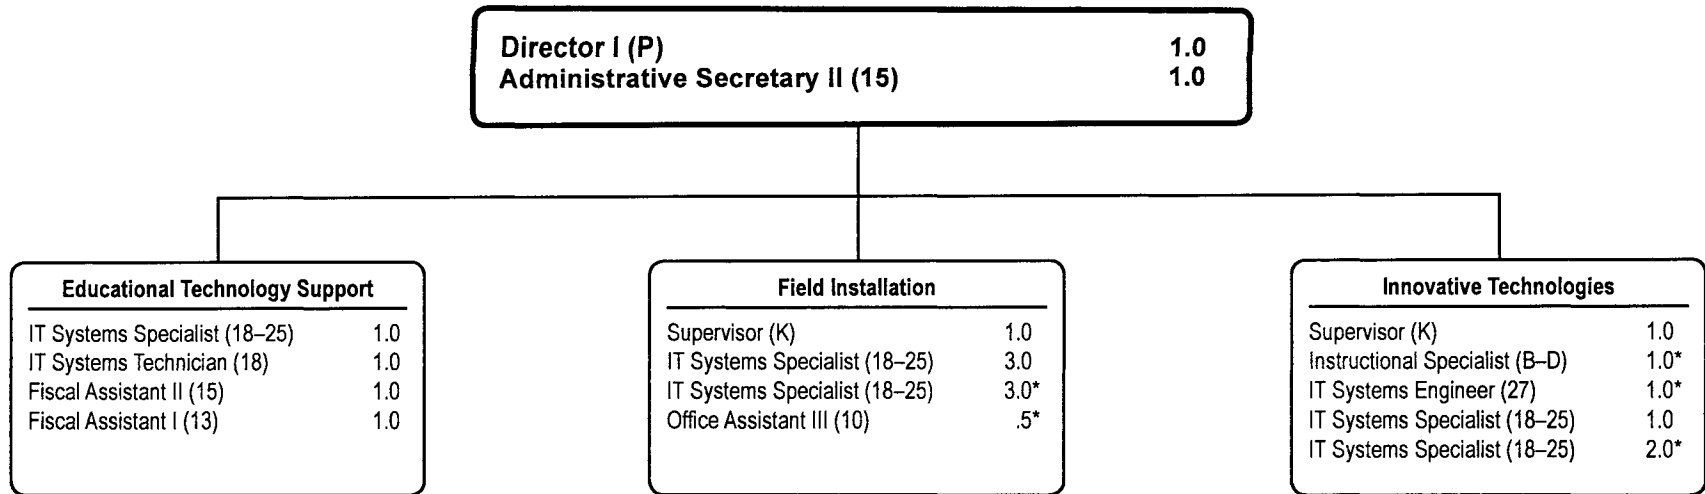 Director I (P) 1.0
Administrative Secretary II (15) 1.0
Educational Technology Support
IT Systems Specialist (18–25) 1.0
IT Systems Technician (18) 1.0
Fiscal Assistant II (15) 1.0
Fiscal Assistant I (13) 1.0
Field Installation
Supervisor (K) 1.0
IT Systems Specialist (18–25) 3.0
IT Systems Specialist (18–25) 3.0*
Office Assistant III (10) .5*
Innovative Technologies
Supervisor (K) 1.0
Instructional Specialist (B–D) 1.0*
IT Systems Engineer (27) 1.0*
IT Systems Specialist (18–25) 1.0
IT Systems Specialist (18–25) 2.0*